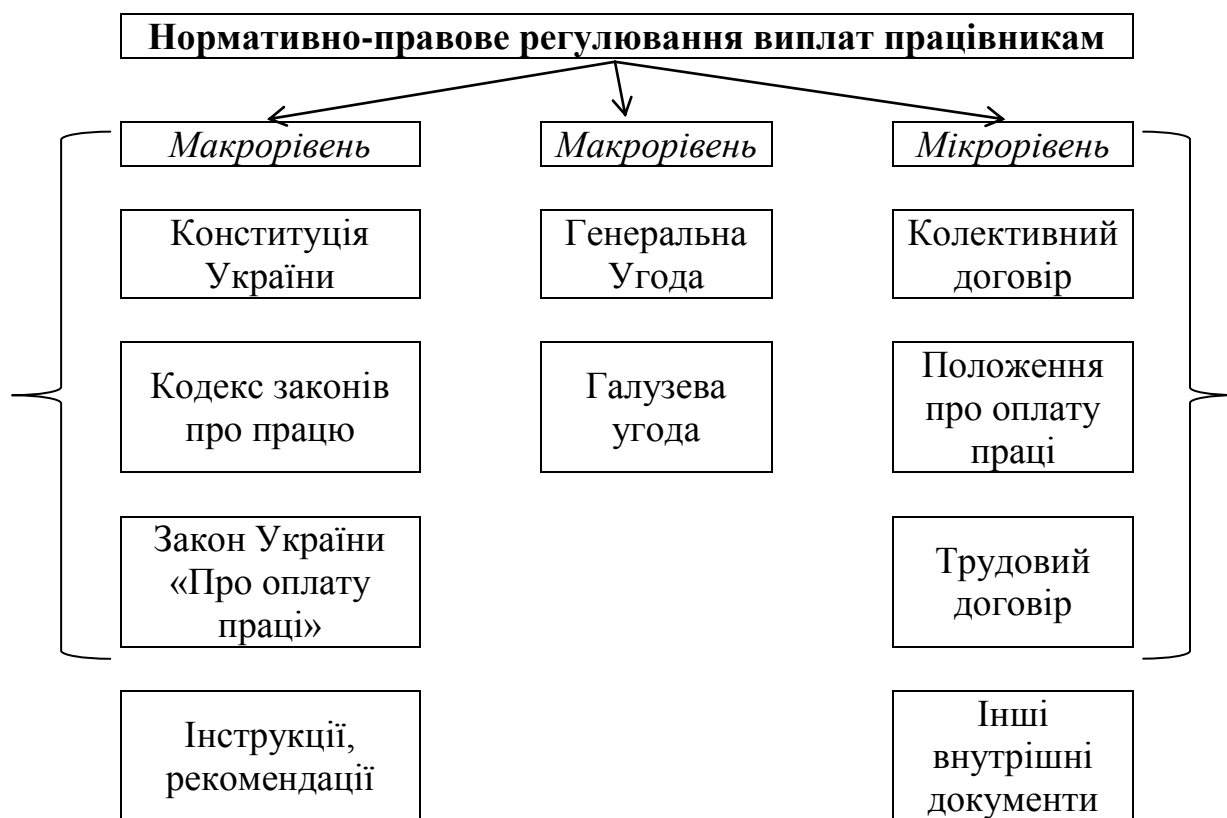 Нормативно-правове регулювання виплат працівникам
Макрорівень
Макрорівень
Мікрорівень
Конституція
України
Генеральна
Угода
Колективний
договір
Кодекс законів
про працю
Галузева
угода
Положення
про оплату
праці
Закон України
«Про оплату
праці»
Трудовий
договір
Інструкції,
рекомендації
Інші
внутрішні
документи